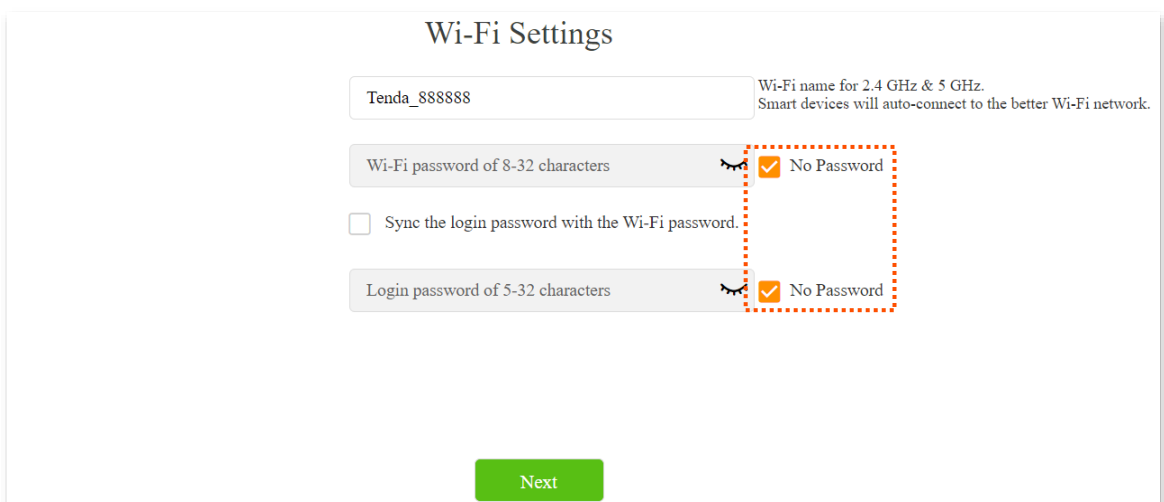 Wi-Fi Settings
Tenda_888888
Wi-Fi name for 2.4 GHz & 5 GHz.
Smart devices will auto-connect to the better Wi-Fi network.
Wi-Fi password of 8-32 characters
No Password
Sync the login password with the Wi-Fi password.
Login password of 5-32 characters
No Password
Next